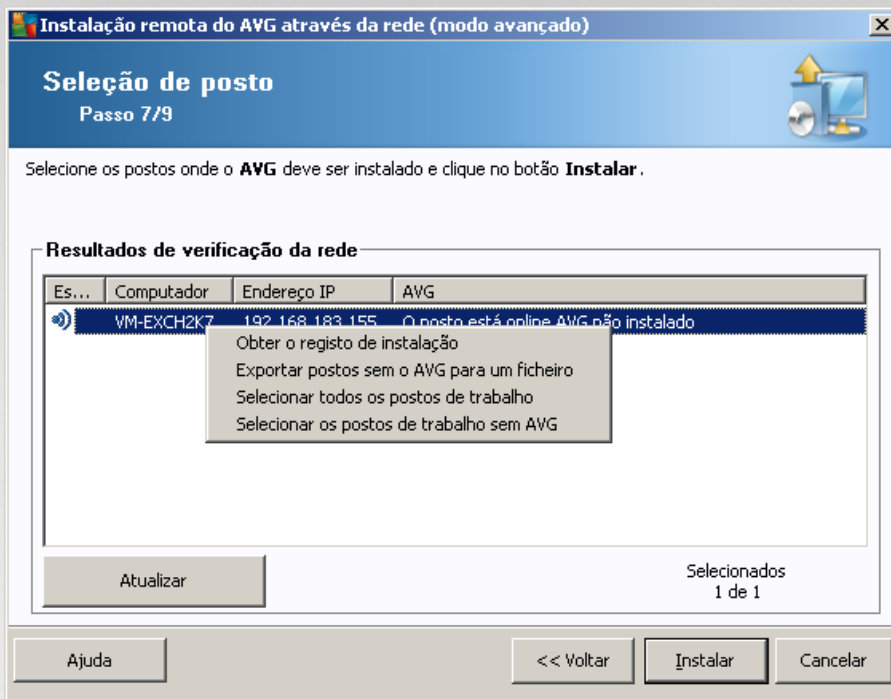 Instalação remota do AVG através da rede (modo avançado)
Seleção de posto
Passo 7/9
Selecione os postos onde o AVG deve ser instalado e clique no botão Instalar.
Resultados de verificação da rede
Es... Computador Endereço IP AVG
VM-EXCH2K7 192.168.183.155 O posto está online AVG não instalado
Obter o registo de instalação
Exportar postos sem o AVG para um ficheiro
Selecionar todos os postos de trabalho
Selecionar os postos de trabalho sem AVG
Atualizar
Selecionados
1 de 1
Ajuda << Voltar Instalar Cancelar